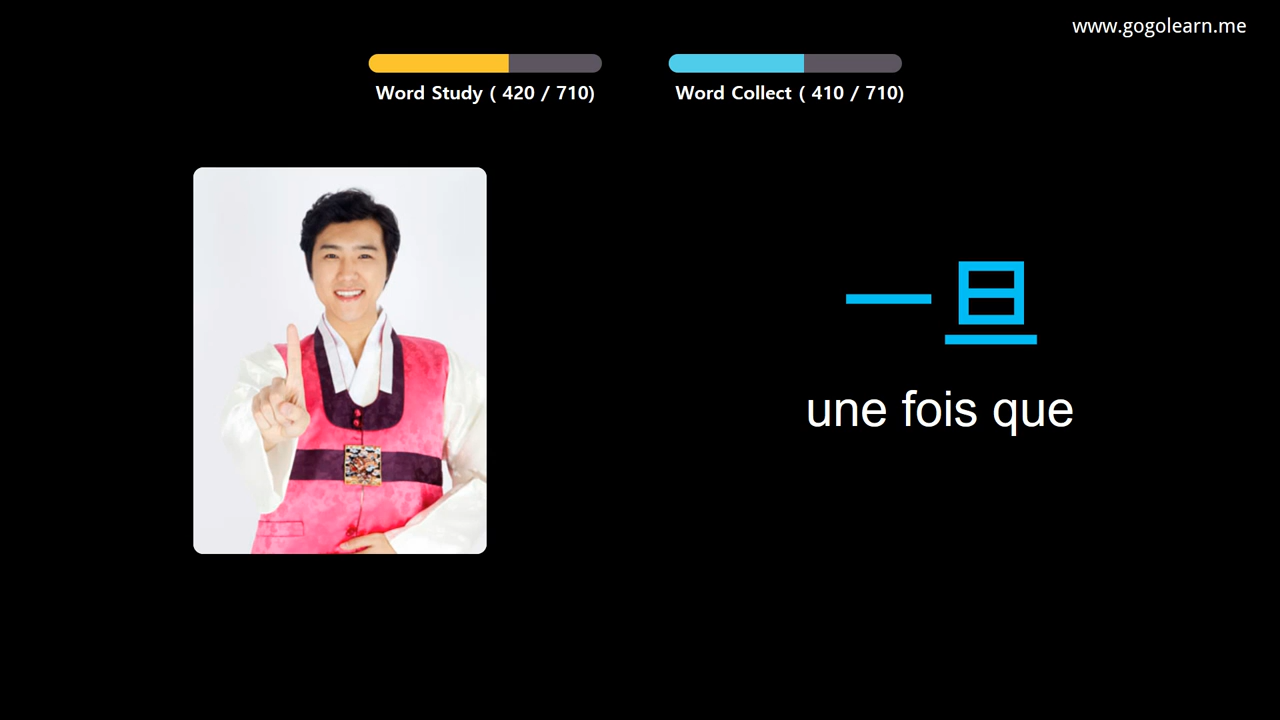 www.gogolearn.me
Word Study ( 420 / 710)
Word Collect ( 410 / 710)
一旦
une fois que